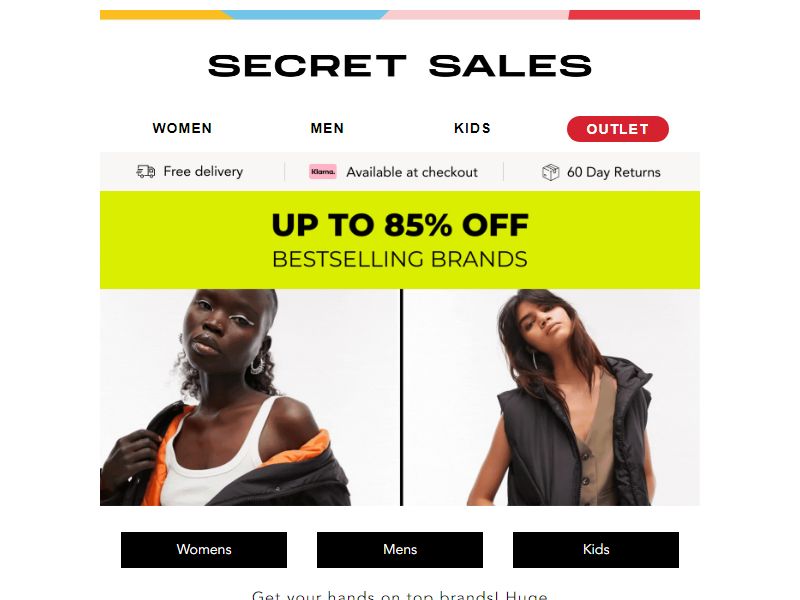 SECRET SALES
WOMEN MEN KIDS OUTLET
Free delivery Klarna. Available at checkout 60 Day Returns
UP TO 85% OFF
BESTSELLING BRANDS
Womens Mens Kids
Get your hands on top brands! Huge